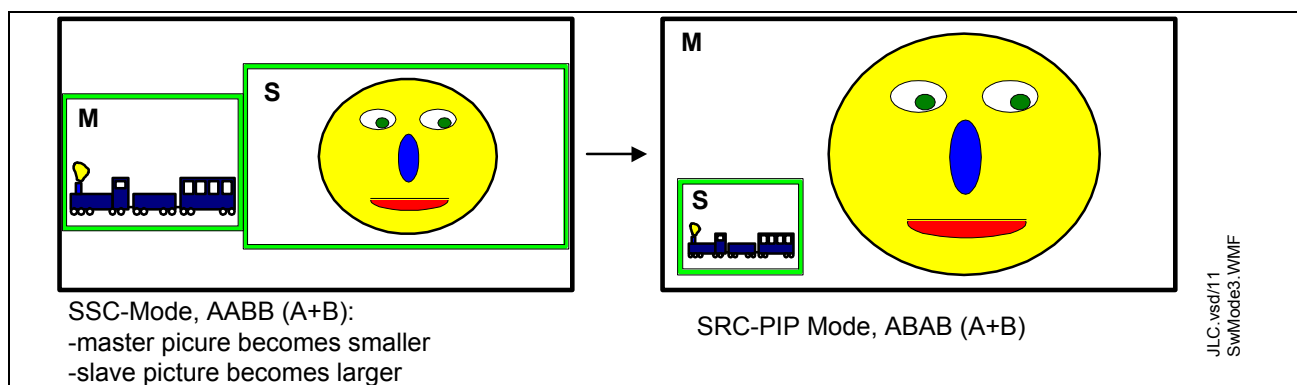 M
S
M
S
SSC-Mode, AABB (A+B):
-master picure becomes smaller
-slave picture becomes larger
SRC-PIP Mode, ABAB (A+B)
JLC.vsd/11
SwMode3.WMF